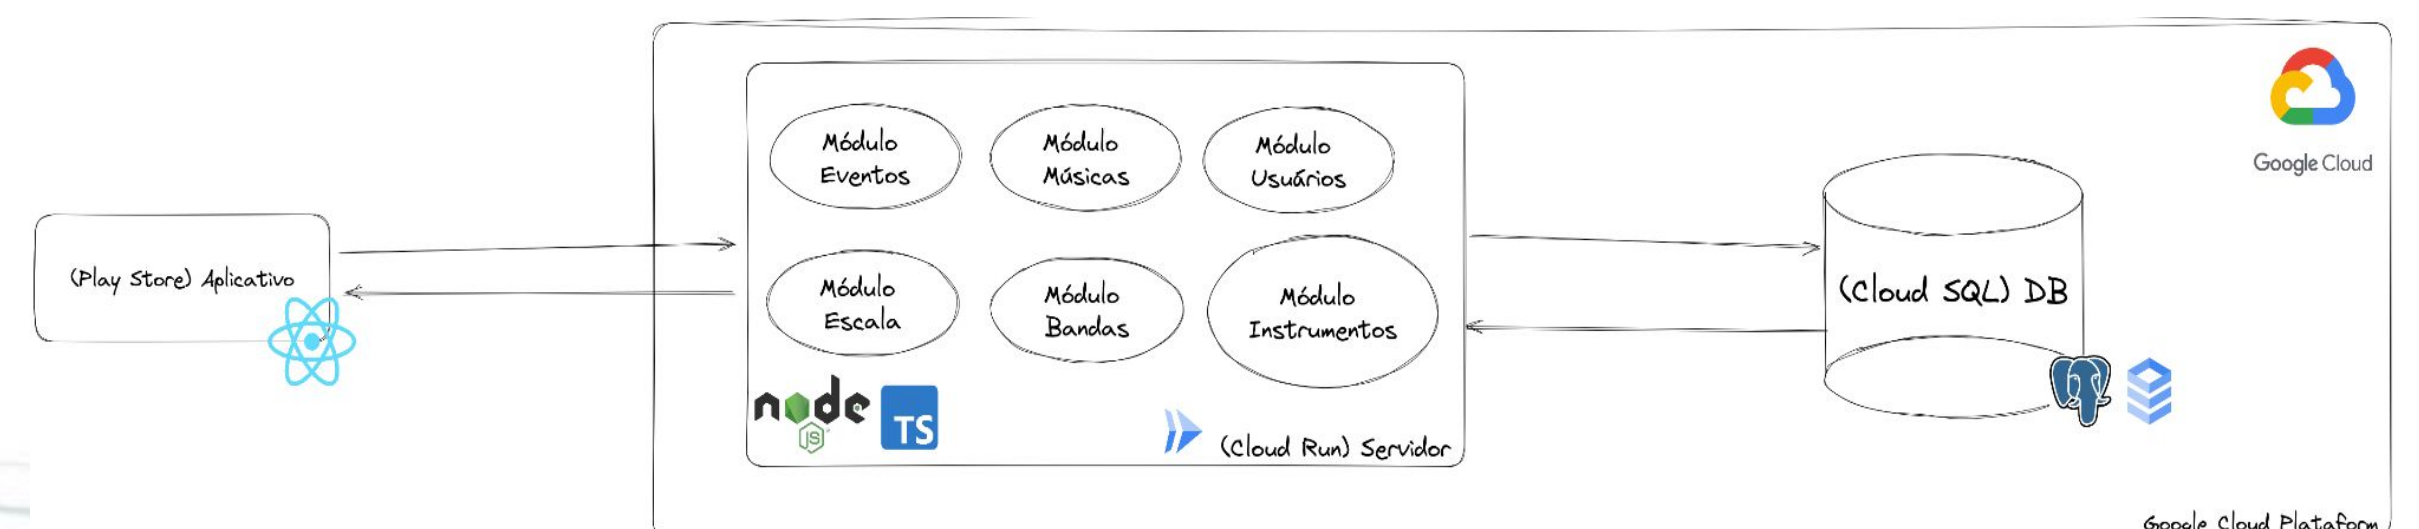 (Play Store) Aplicativo
Módulo
Eventos
Módulo
Músicas
Módulo
Usuários
Módulo
Escala
Módulo
Bandas
Módulo
Instrumentos
node
JS
TS
(Cloud Run) Servidor
(Cloud SQL) DB
Google Cloud
Google Cloud Plataform